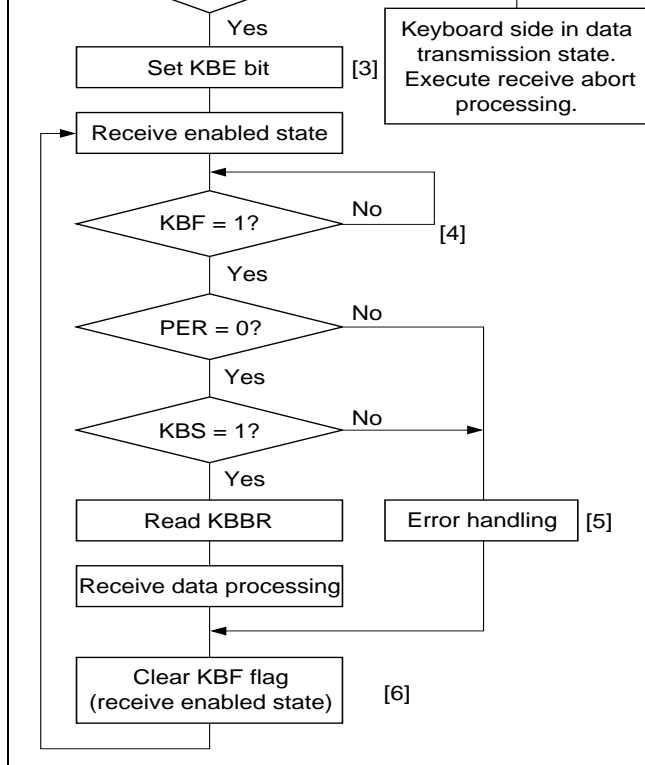 Yes
Keyboard side in data
transmission state.
Execute receive abort
processing.
Set KBE bit
[3]
Receive enabled state
KBF = 1?
No
[4]
Yes
PER = 0?
No
Yes
KBS = 1?
No
Yes
Read KBBR
Error handling
[5]
Receive data processing
Clear KBF flag
(receive enabled state)
[6]